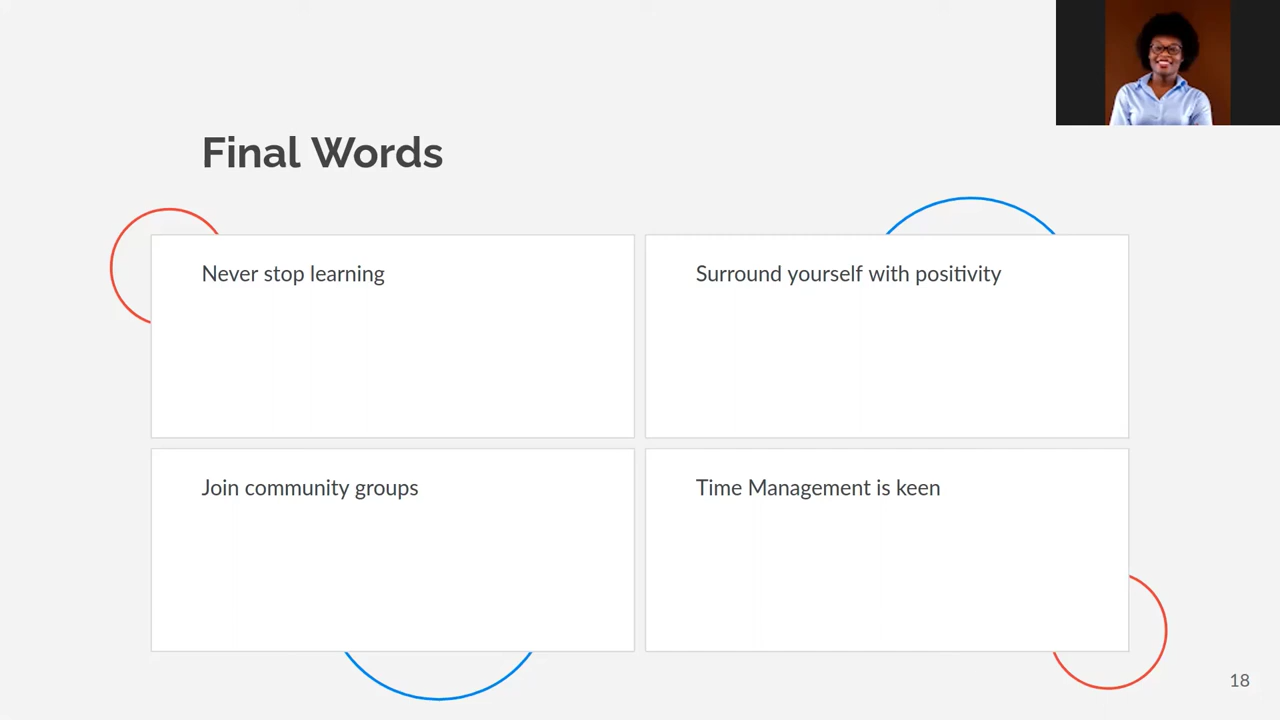 Final Words
Never stop learning
Surround yourself with positivity
Join community groups
Time Management is keen
18